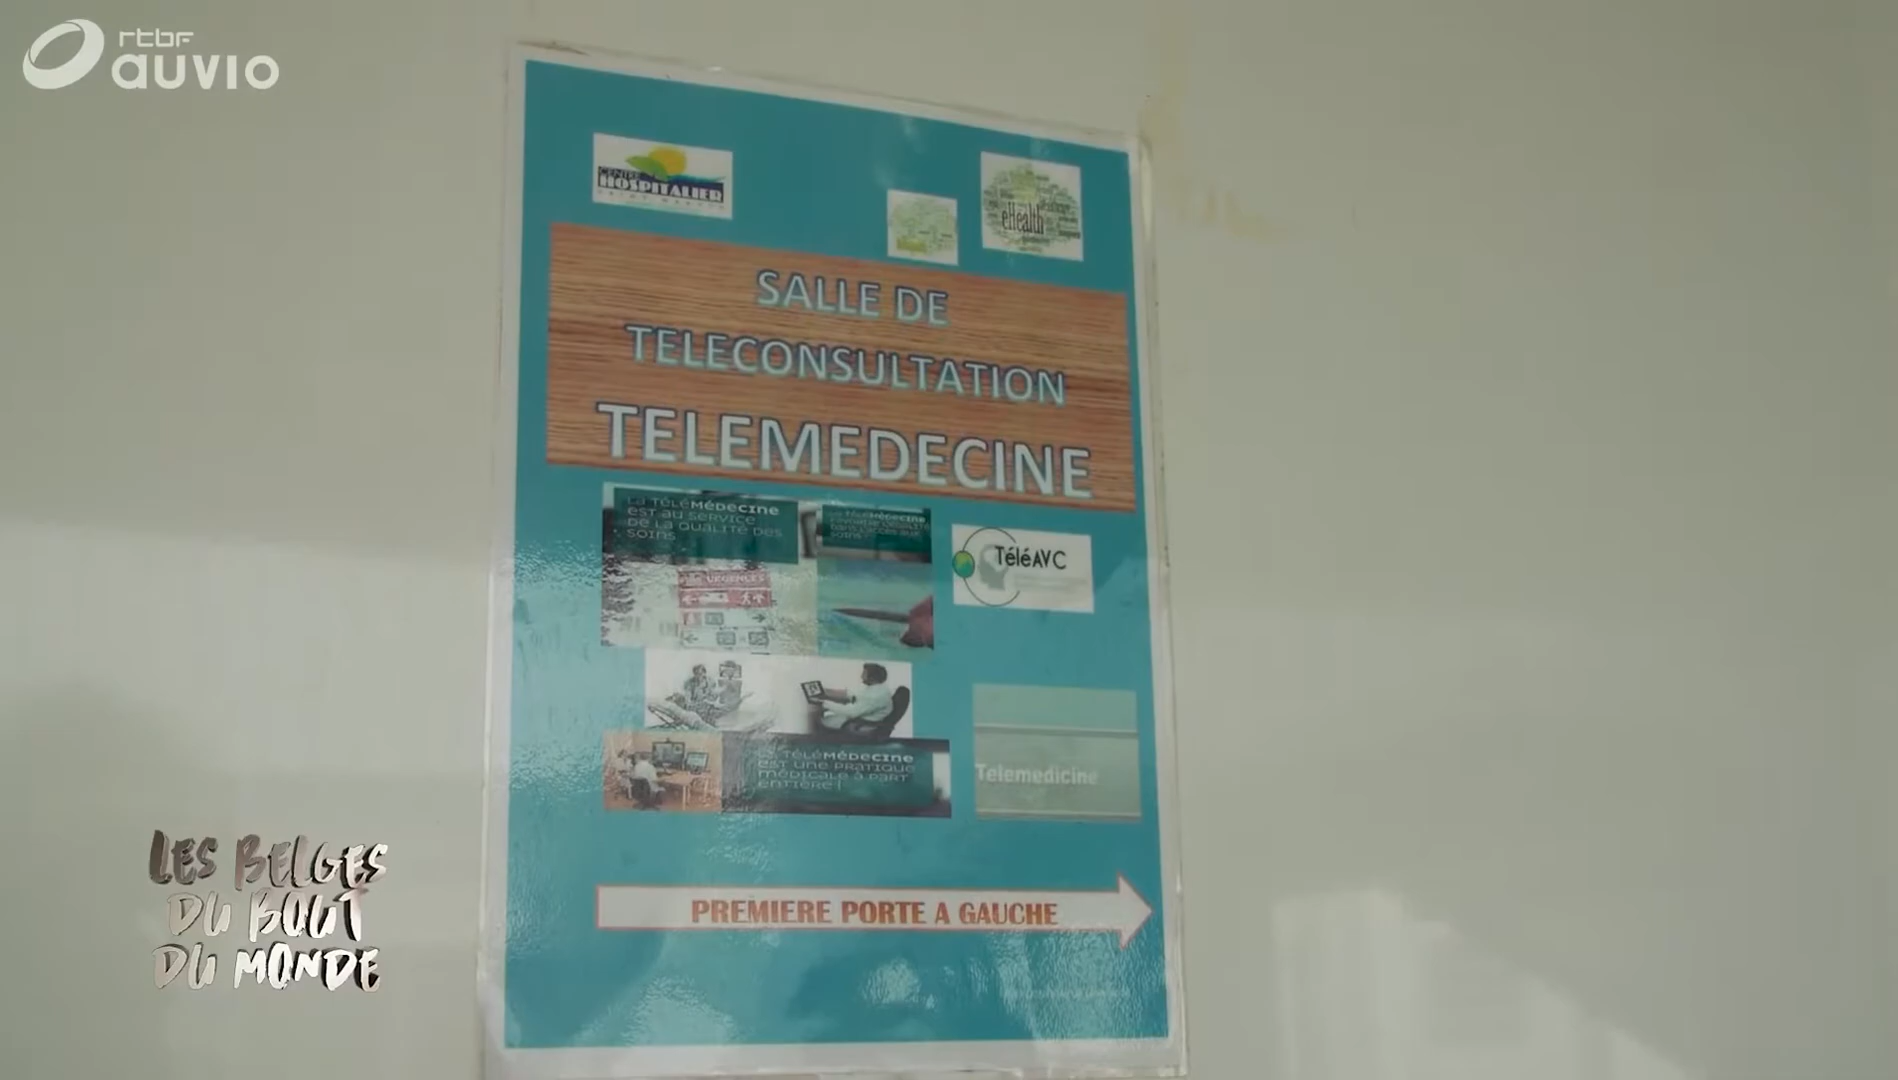 rtbf
auvio
CENTRE
HOSPITALIER
eHealth
SALLE DE
TELECONSULTATION
TELEMEDECINE
La TéLéMéDeCINe
eST au SerVICe
De La QUaLITé Des
SOINS
TéléAVC
URGENCES
La TéLéMéDeCINe
eST une PraTIQUe
MéDICaLe à ParT
eNTIère !
Telemedicine
PREMIERE PORTE A GAUCHE
LES BELGES
DU BOUT
DU MONDE